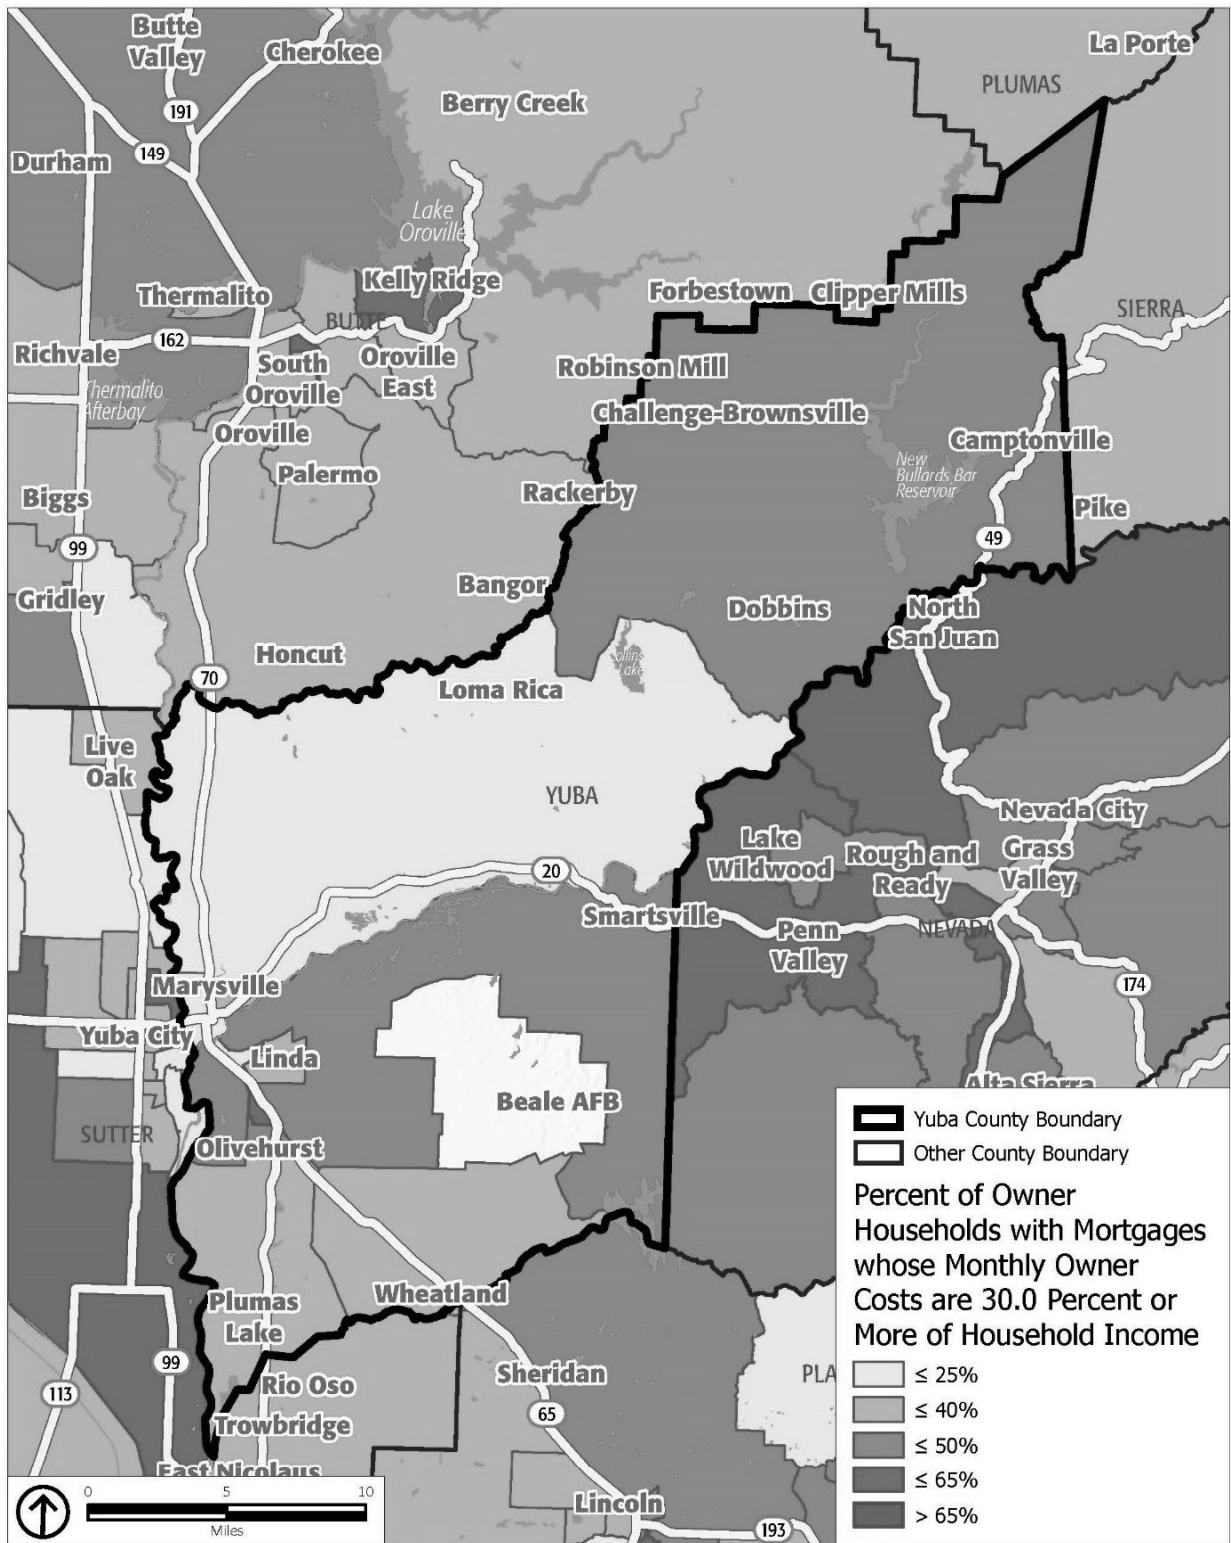 Butte
Valley
Cherokee
La Porte
PLUMAS
Berry Creek
191
149
Durham
Lake
Oroville
Kelly Ridge
Thermalito
Forbestown
Clipper Mills
SIERRA
BUTTE
162
Richvale
South
Oroville
Oroville
East
Robinson Mill
Thermalito
Afterbay
Challenge-Brownsville
Oroville
Camptonville
Palermo
New
Bullards Bar
Reservoir
Biggs
Rackerby
Pike
99
49
Gridley
Bangor
Dobbins
North
San Juan
Honcut
Collins
Lake
70
Loma Rica
Live
Oak
YUBA
Nevada City
Lake
Wildwood
Rough and
Ready
Grass
Valley
20
Smartsville
Penn
Valley
NEVADA
Marysville
174
Yuba City
Linda
Beale AFB
Alta Sierra
SUTTER
Olivehurst
Yuba County Boundary
Other County Boundary
Percent of Owner
Households with Mortgages
whose Monthly Owner
Costs are 30.0 Percent or
More of Household Income
≤ 25%
≤ 40%
≤ 50%
≤ 65%
> 65%
Wheatland
Plumas
Lake
99
113
Rio Oso
Sheridan
PLA
65
Trowbridge
East Nicolaus
Lincoln
193
0 5 10
Miles